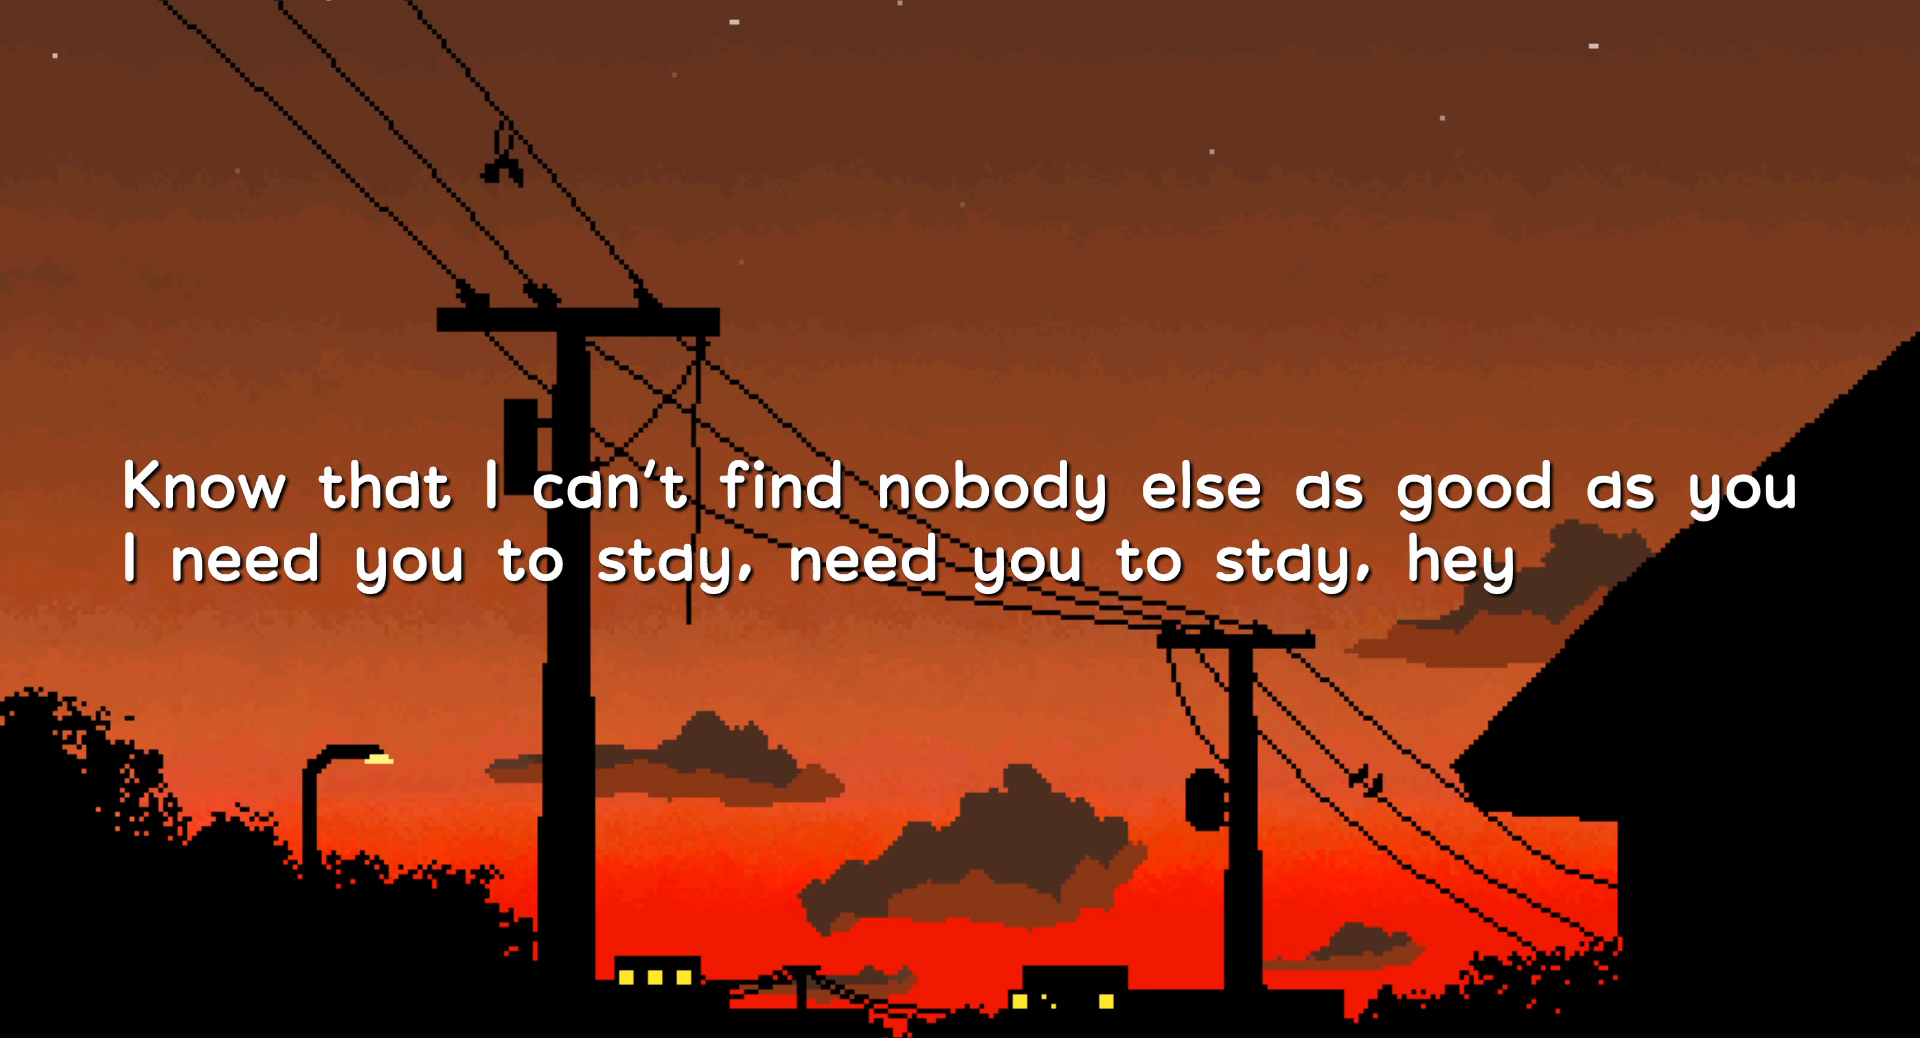 Know that I can't find nobody else as good as you
I need you to stay, need you to stay, hey